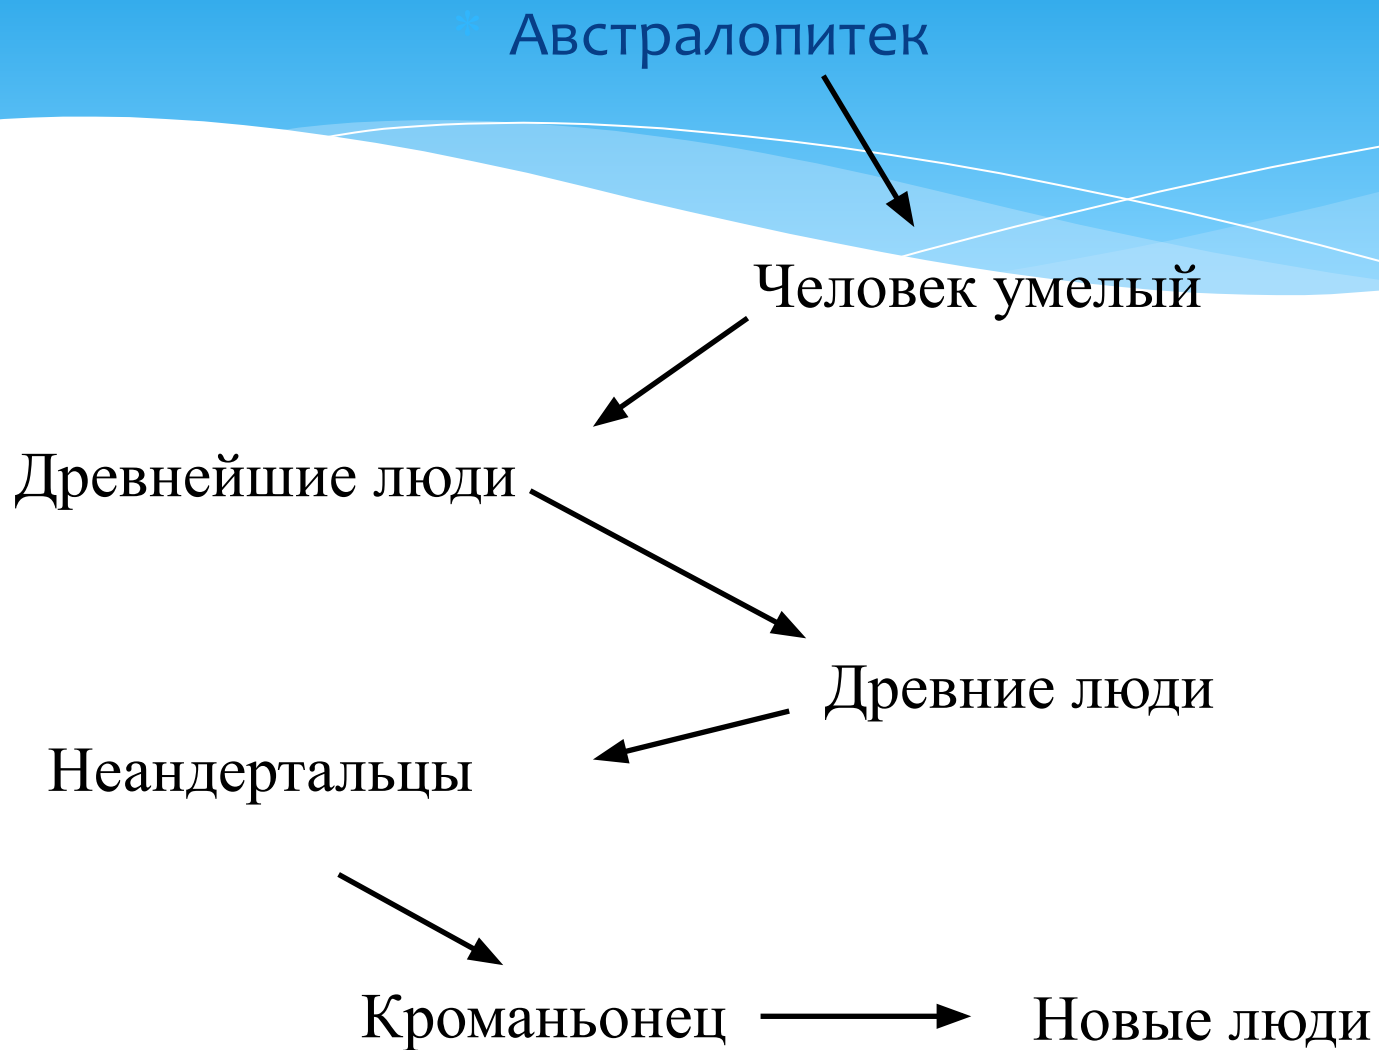 * Австралопитек
Человек умелый
Древнейшие люди
Древние люди
Неандертальцы
Кроманьонец
Новые люди